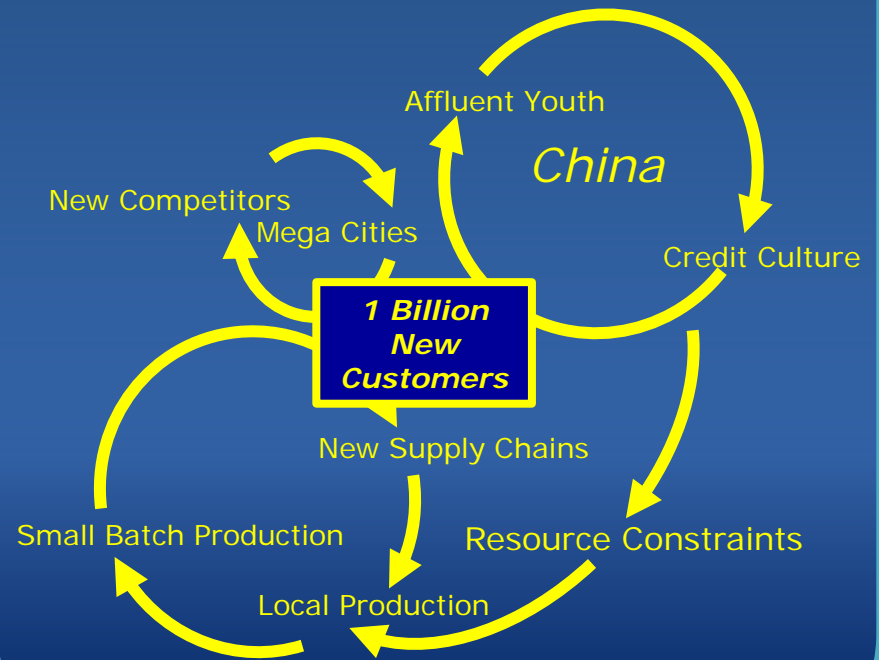 Affluent Youth
China
New Competitors
Mega Cities
Credit Culture
1 Billion
New
Customers
New Supply Chains
Small Batch Production
Resource Constraints
Local Production